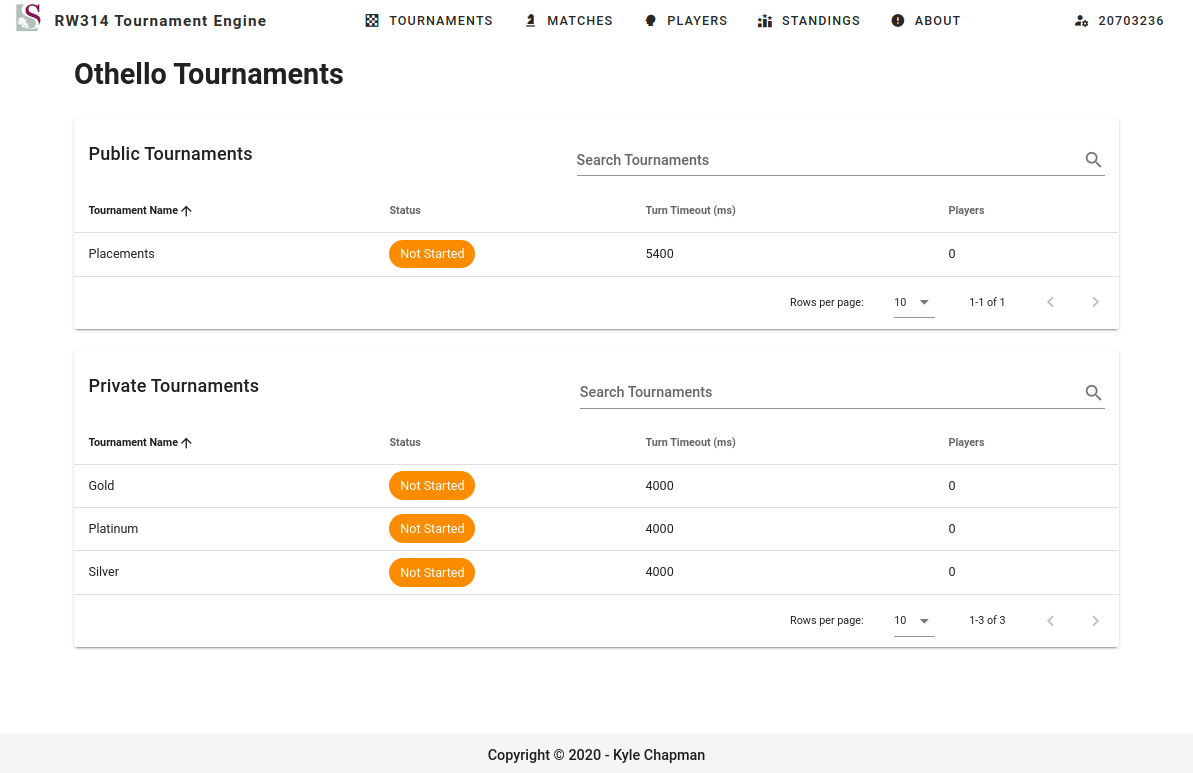 S RW314 Tournament Engine TOURNAMENTS MATCHES PLAYERS STANDINGS ABOUT 20703236
Othello Tournaments
Public Tournaments
Search Tournaments
Tournament Name Status Turn Timeout (ms) Players
Placements Not Started 5400 0
Rows per page: 10 1-1 of 1
Private Tournaments
Search Tournaments
Tournament Name Status Turn Timeout (ms) Players
Gold Not Started 4000 0
Platinum Not Started 4000 0
Silver Not Started 4000 0
Rows per page: 10 1-3 of 3
Copyright © 2020 - Kyle Chapman